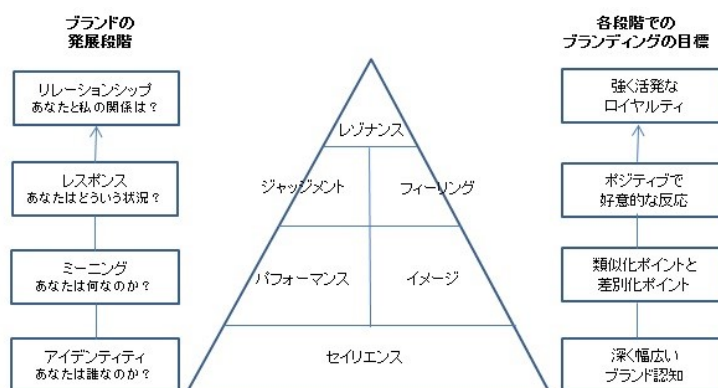 ブランドの
発展段階
各段階での
ブランディングの目標
リレーションシップ
あなたと私の関係は？
レゾナンス
強く活発な
ロイヤルティ
レスポンス
あなたはどういう状況？
ジャッジメント
フィーリング
ポジティブで
好意的な反応
ミーニング
あなたは何なのか？
パフォーマンス
イメージ
類似化ポイントと
差別化ポイント
アイデンティティ
あなたは誰なのか？
セイリエンス
深く幅広い
ブランド認知